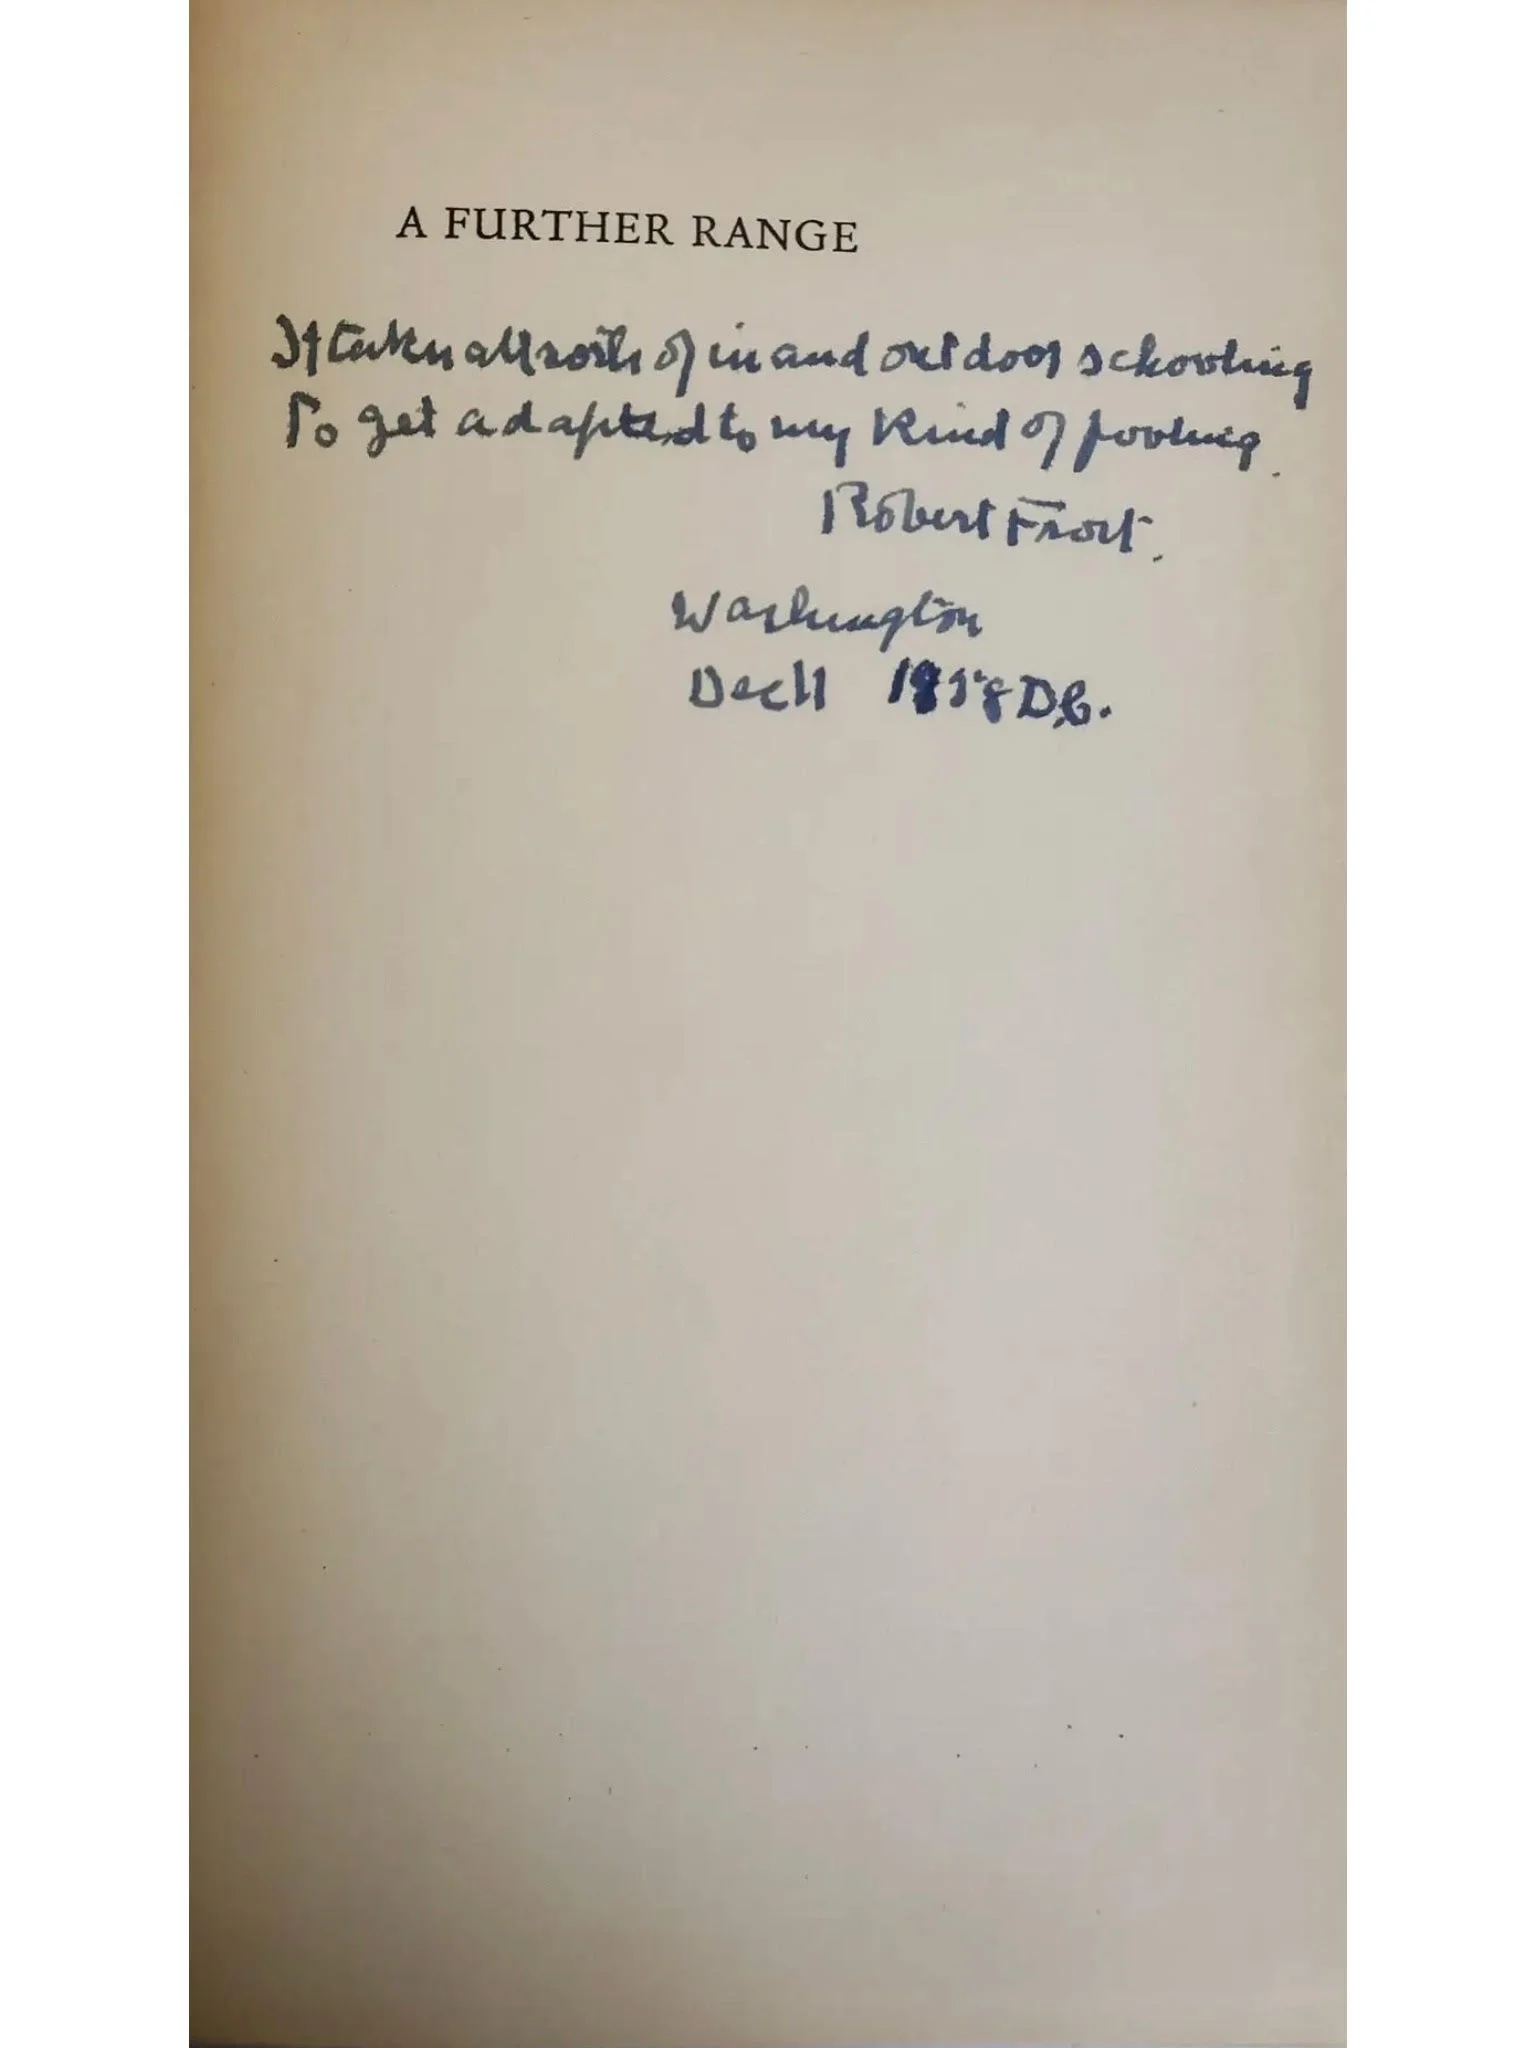 A FURTHER RANGE
It takes all sorts of in and outdoor schooling
To get adapted to my kind of fooling.
Robert Frost.
Washington
Dec 11 1958 D.C.